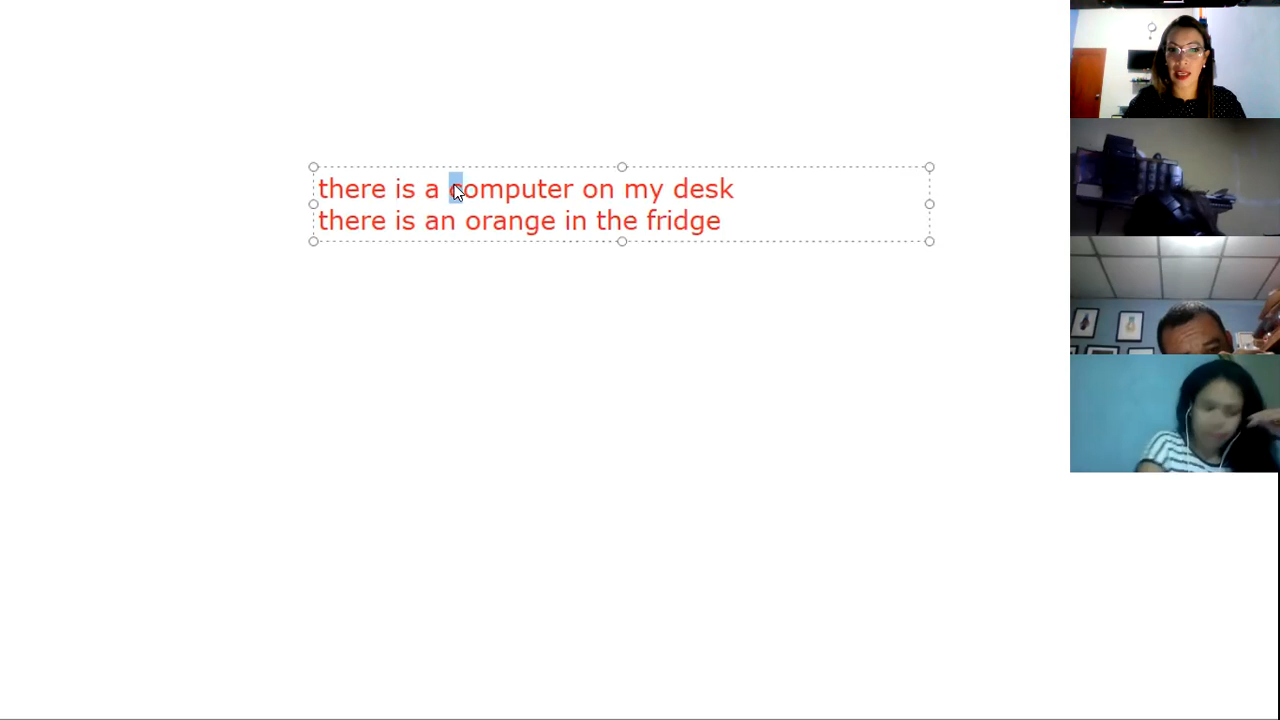 there is a computer on my desk
there is an orange in the fridge